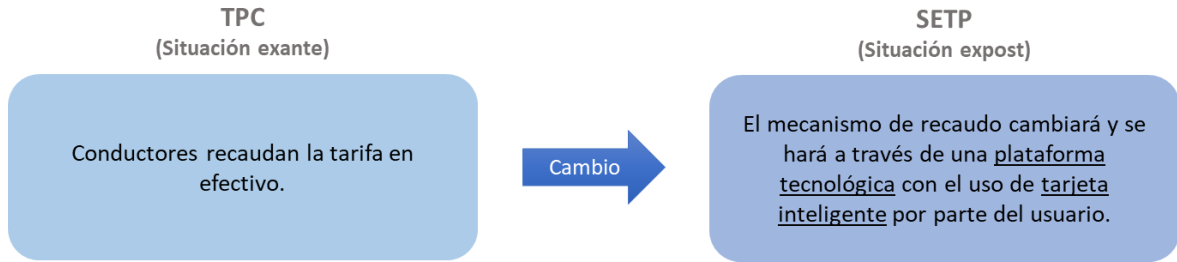 TPC
(Situación exante)
Conductores recaudan la tarifa en
efectivo.
Cambio
SETP
(Situación expost)
El mecanismo de recaudo cambiará y se
hará a través de una plataforma
tecnológica con el uso de tarjeta
inteligente por parte del usuario.